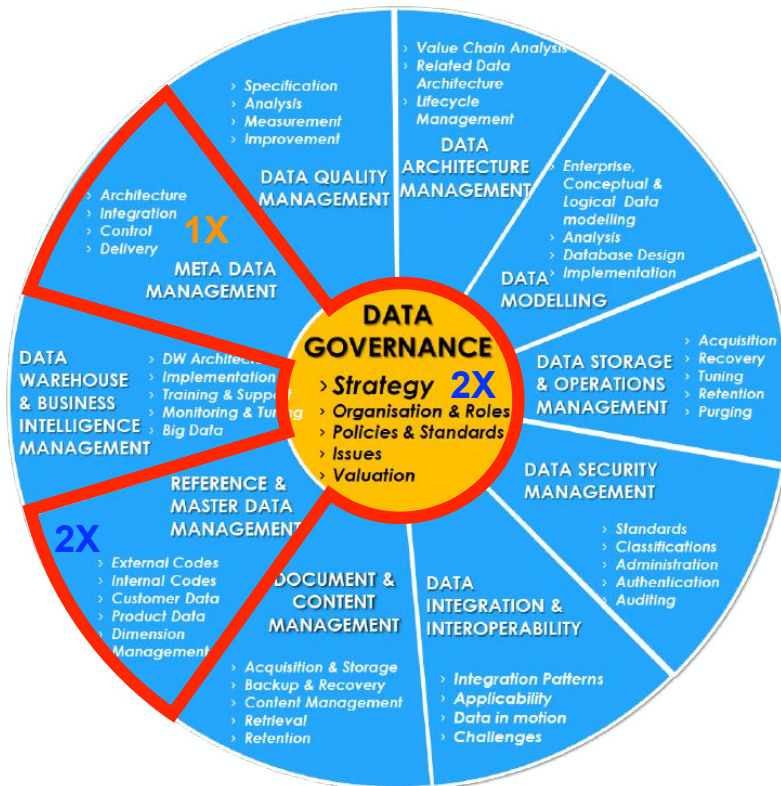 › Specification
› Analysis
› Measurement
› Improvement
DATA QUALITY
MANAGEMENT
› Value Chain Analysis
› Related Data
Architecture
› Lifecycle
Management
DATA
ARCHITECTURE
MANAGEMENT
› Enterprise,
Conceptual &
Logical Data
modelling
› Analysis
› Database Design
› Implementation
DATA
MODELLING
› Acquisition
› Recovery
› Tuning
› Retention
› Purging
DATA STORAGE
& OPERATIONS
MANAGEMENT
DATA SECURITY
MANAGEMENT
› Standards
› Classifications
› Administration
› Authentication
› Auditing
DATA
INTEGRATION &
INTEROPERABILITY
› Integration Patterns
› Applicability
› Data in motion
› Challenges
DOCUMENT &
CONTENT
MANAGEMENT
› Acquisition & Storage
› Backup & Recovery
› Content Management
› Retrieval
› Retention
REFERENCE &
MASTER DATA
MANAGEMENT
2X
› External Codes
› Internal Codes
› Customer Data
› Product Data
› Dimension
Management
DATA
WAREHOUSE
& BUSINESS
INTELLIGENCE
MANAGEMENT
› DW Architectu
› Implementation
› Training & Support
› Monitoring & Tuning
› Big Data
› Architecture
› Integration
› Control
› Delivery
1X
META DATA
MANAGEMENT
DATA
GOVERNANCE
› Strategy 2X
› Organisation & Roles
› Policies & Standards
› Issues
› Valuation